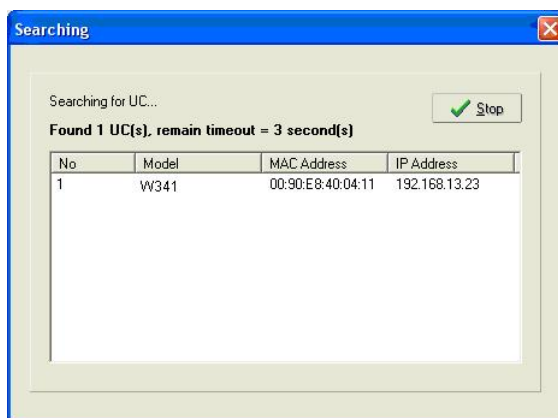 Searching
Searching for UC...
Stop
Found 1 UC(s), remain timeout = 3 second(s)
No Model MAC Address IP Address
1 W341 00:90:E8:40:04:11 192.168.13.23